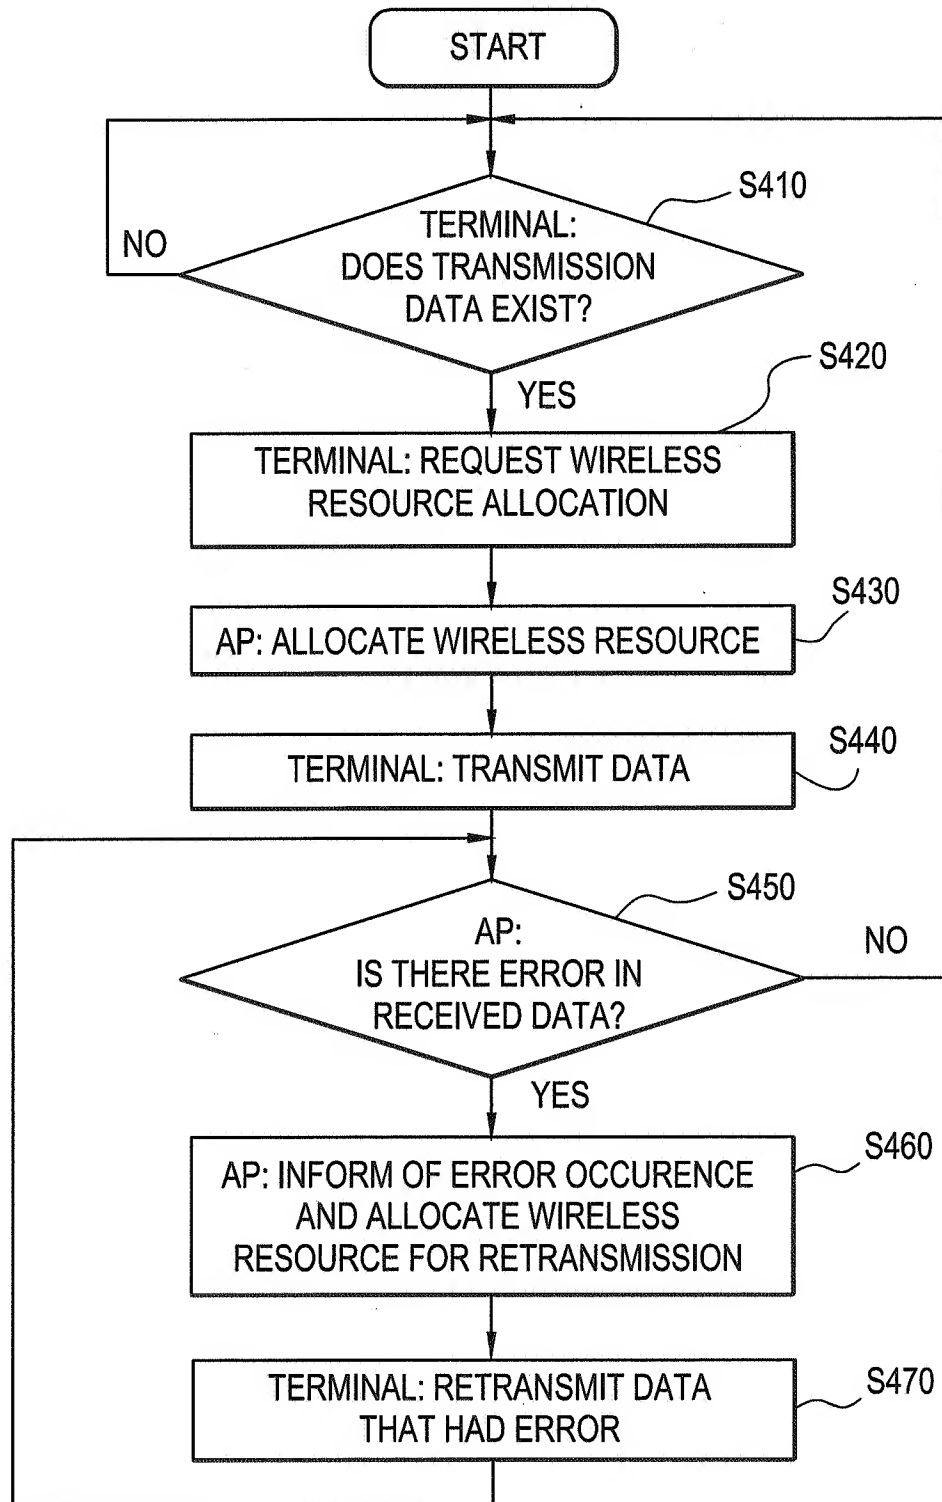 START
S410
TERMINAL:
DOES TRANSMISSION
DATA EXIST?
NO
S420
YES
TERMINAL: REQUEST WIRELESS
RESOURCE ALLOCATION
S430
AP: ALLOCATE WIRELESS RESOURCE
S440
TERMINAL: TRANSMIT DATA
S450
AP:
IS THERE ERROR IN
RECEIVED DATA?
NO
YES
S460
AP: INFORM OF ERROR OCCURENCE
AND ALLOCATE WIRELESS
RESOURCE FOR RETRANSMISSION
S470
TERMINAL: RETRANSMIT DATA
THAT HAD ERROR